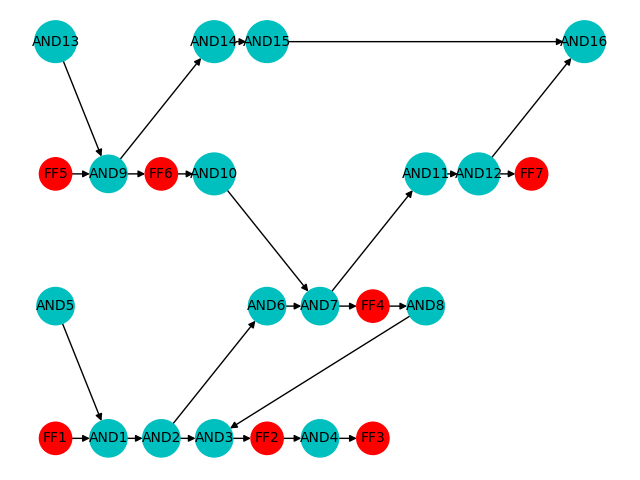 AND13 AND14 AND15 AND16
FF5 AND9 FF6 AND10 AND11 AND12 FF7
AND5 AND6 AND7 FF4 AND8
FF1 AND1 AND2 AND3 FF2 AND4 FF3